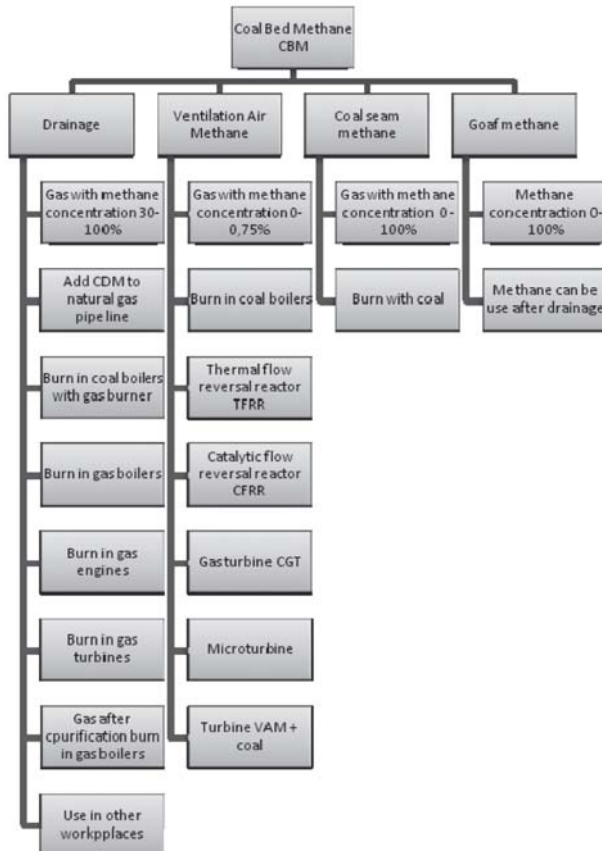 Coal Bed Methane
CBM
Drainage
Ventilation Air
Methane
Coal seam
methane
Goaf methane
Gas with methane
concentration 30-
100%
Add CDM to
natural gas
pipeline
Burn in coal boilers
with gas burner
Burn in gas boilers
Burn in gas
engines
Burn in gas
turbines
Gas after
cpurification burn
in gas boilers
Use in other
workpplaces
Gas with methane
concentration 0-
0,75%
Burn in coal boilers
Thermal flow
reversal reactor
TFRR
Catalytic flow
reversal reactor
CFRR
Gasturbine CGT
Microturbine
Turbine VAM +
coal
Gas with methane
concentration 0-
100%
Burn with coal
Methane
concentraction 0-
100%
Methane can be
use after drainage